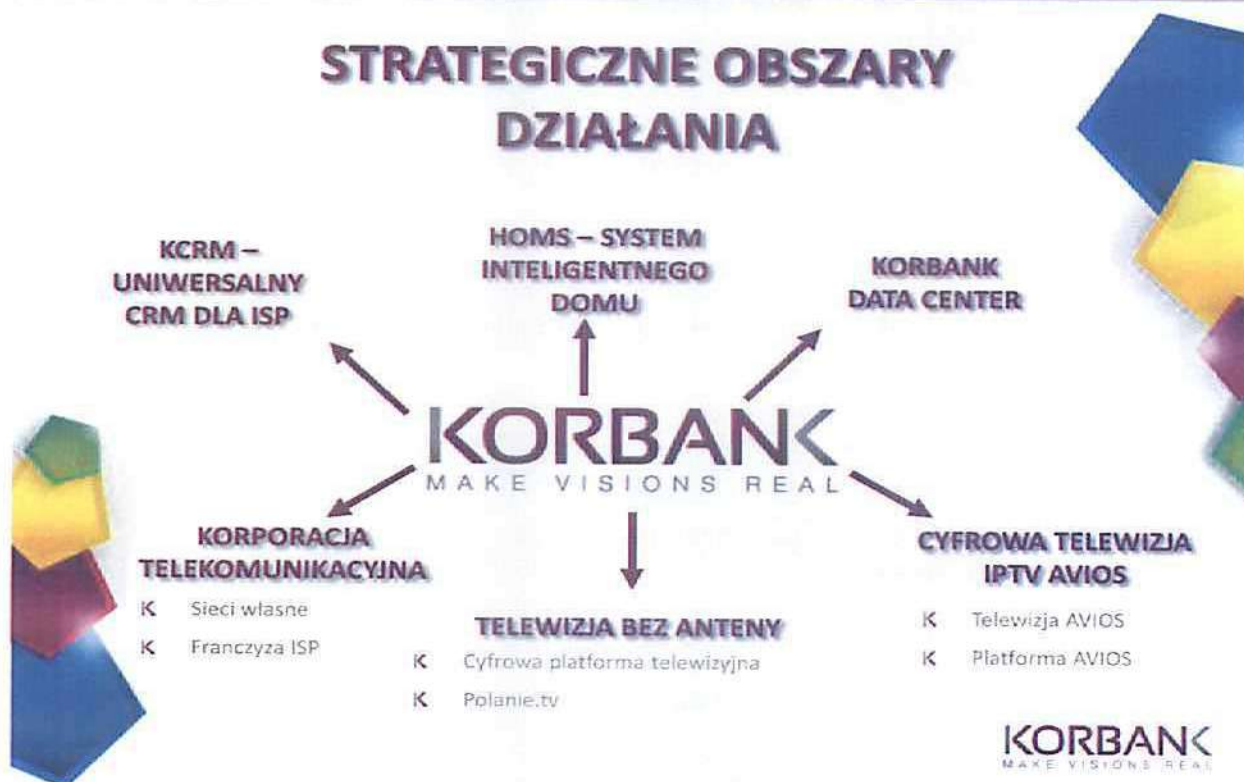 STRATEGICZNE OBSZARY
DZIAŁANIA
KCRM –
UNIWERSALNY
CRM DLA ISP
HOMS – SYSTEM
INTELIGENTNEGO
DOMU
KORBANK
DATA CENTER
KORBANK
MAKE VISIONS REAL
KORPORACJA
TELEKOMUNIKACYJNA
K Sieci własne
K Franczyza ISP
TELEWIZJA BEZ ANTENY
K Cyfrowa platforma telewizyjna
K Polanie.tv
CYFROWA TELEWIZJA
IPTV AVIOS
K Telewizja AVIOS
K Platforma AVIOS
KORBANK
MAKE VISIONS REAL